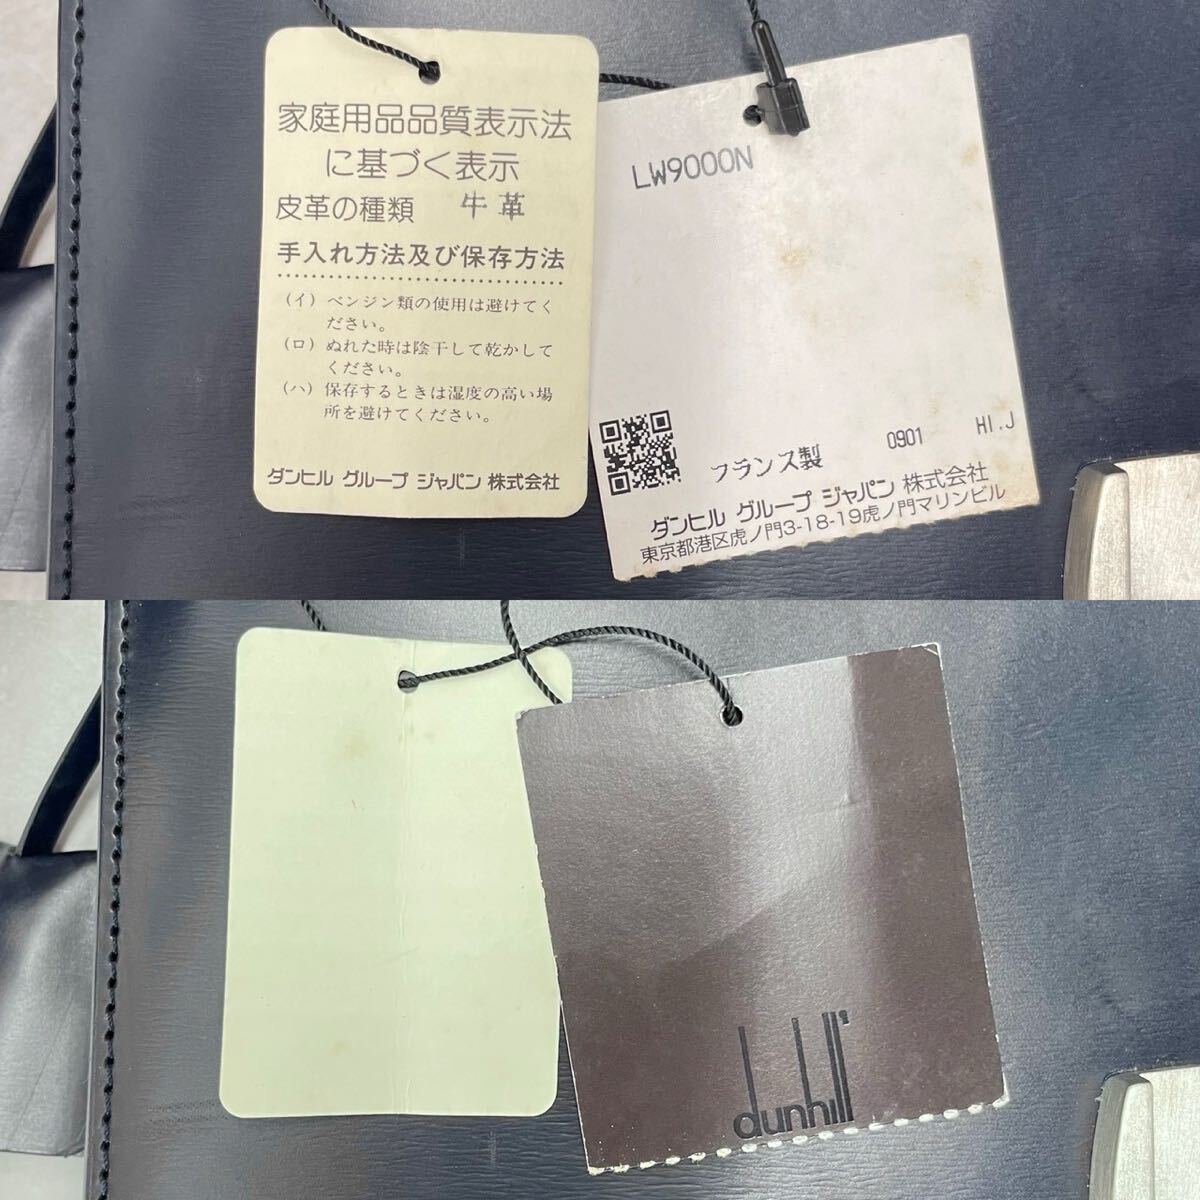 家庭用品品質表示法
に基づく表示
皮革の種類 牛革
手入れ方法及び保存方法
(イ) ベンジン類の使用は避けてく
ださい。
(ロ) ぬれた時は陰干して乾かして
ください。
(ハ) 保存するときは湿度の高い場
所を避けてください。
ダンヒル グループ ジャパン 株式会社
LW9000N
フランス製 0901 HI.J
ダンヒル グループ ジャパン 株式会社
東京都港区虎ノ門3-18-19虎ノ門マリンビル
dunhill